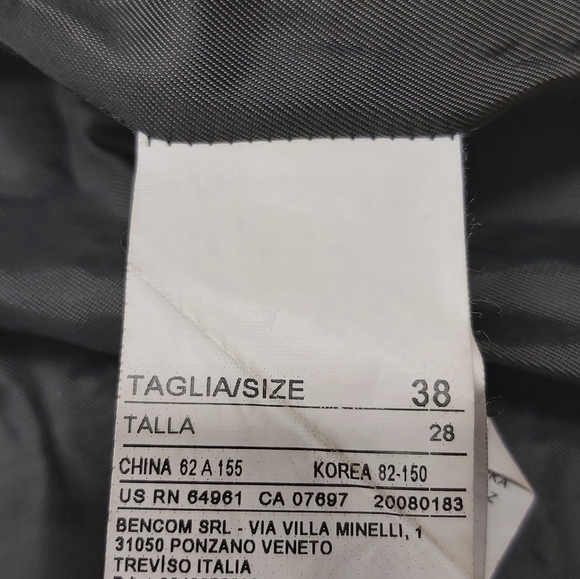 TAGLIA/SIZE 38
TALLA 28
CHINA 62 A 155 KOREA 82-150
US RN 64961 CA 07697 20080183
BENCOM SRL - VIA VILLA MINELLI, 1
31050 PONZANO VENETO
TREVISO ITALIA